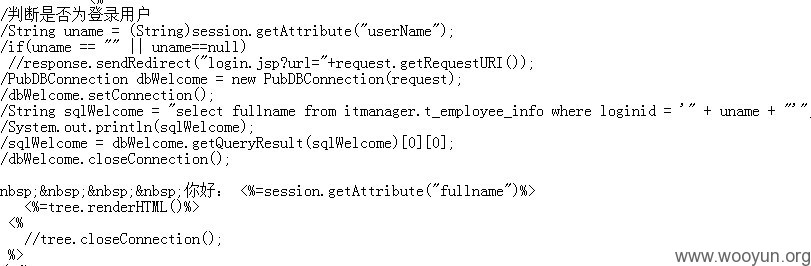 <%
/判断是否为登录用户
/String uname = (String)session.getAttribute("userName");
/if(uname == "" || uname==null)
//response.sendRedirect("login.jsp?url="+request.getRequestURI());
/PubDBConnection dbWelcome = new PubDBConnection(request);
/dbWelcome.setConnection();
/String sqlWelcome = "select fullname from itmanager.t_employee_info where loginid = '" + uname + "'"
/System.out.println(sqlWelcome);
/sqlWelcome = dbWelcome.getQueryResult(sqlWelcome)[0][0];
/dbWelcome.closeConnection();
nbsp;&nbsp;&nbsp;&nbsp;你好: <%=session.getAttribute("fullname")%>
<%=tree.renderHTML()%>
<%
//tree.closeConnection();
%>
www.wooyun.org